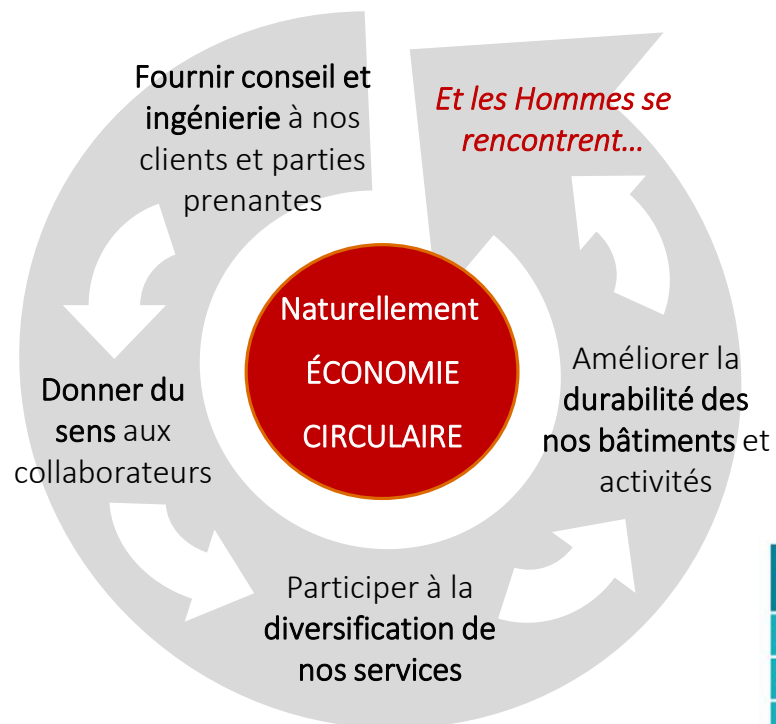 Fournir conseil et
ingénierie à nos
clients et parties
prenantes
Et les Hommes se
rencontrent...
Naturellement
ÉCONOMIE
CIRCULAIRE
Donner du
sens aux
collaborateurs
Améliorer la
durabilité des
nos bâtiments et
activités
Participer à la
diversification de
nos services